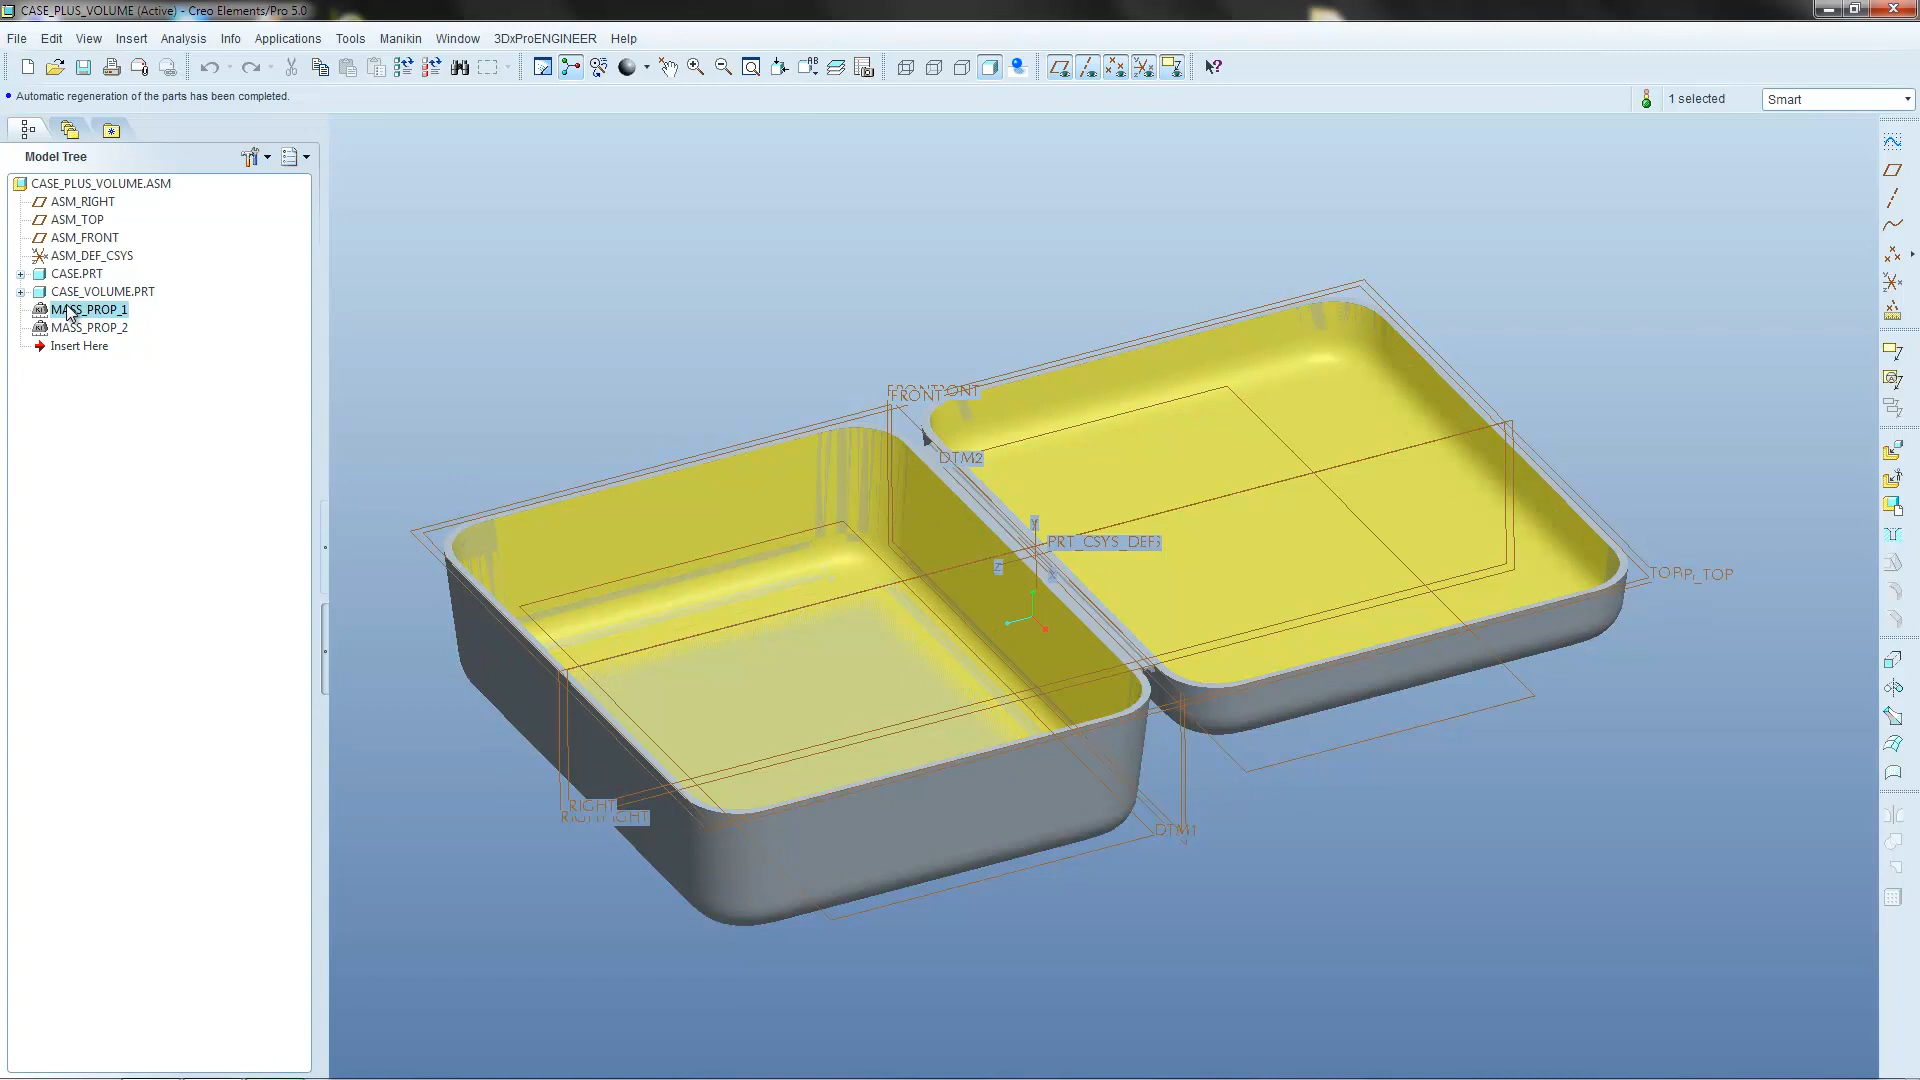 CASE_PLUS_VOLUME (Active) - Creo Elements/Pro 5.0
File Edit View Insert Analysis Info Applications Tools Manikin Window 3DxProENGINEER Help
Automatic regeneration of the parts has been completed.
1 selected
Smart
Model Tree
CASE_PLUS_VOLUME.ASM
ASM_RIGHT
ASM_TOP
ASM_FRONT
ASM_DEF_CSYS
CASE.PRT
CASE_VOLUME.PRT
MASS_PROP_1
MASS_PROP_2
Insert Here
FRONT
DTM2
Y
PRT_CSYS_DEF
Z
X
TOP
_TOP
RIGHT
DTM1